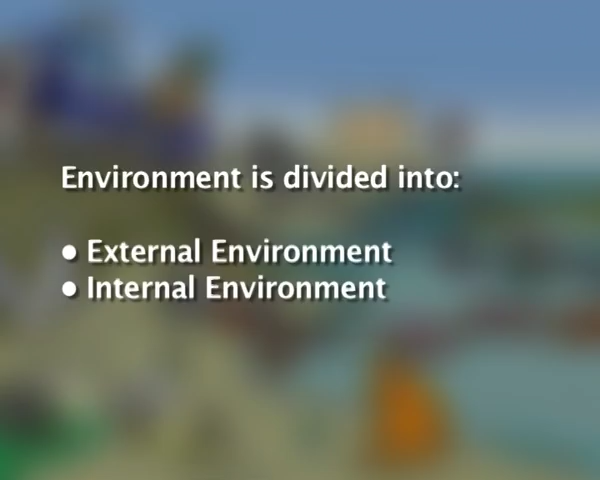 Environment is divided into:
● External Environment
● Internal Environment